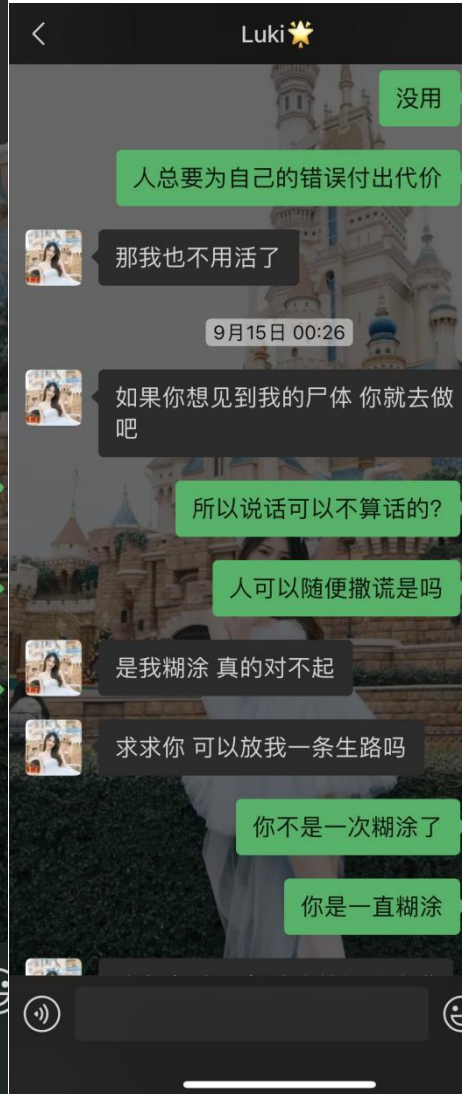 Luki🌟
没用
人总要为自己的错误付出代价
那我也不用活了
9月15日 00:26
如果你想见到我的尸体 你就去做
吧
所以说话可以不算话的?
人可以随便撒谎是吗
是我糊涂 真的对不起
求求你 可以放我一条生路吗
你不是一次糊涂了
你是一直糊涂